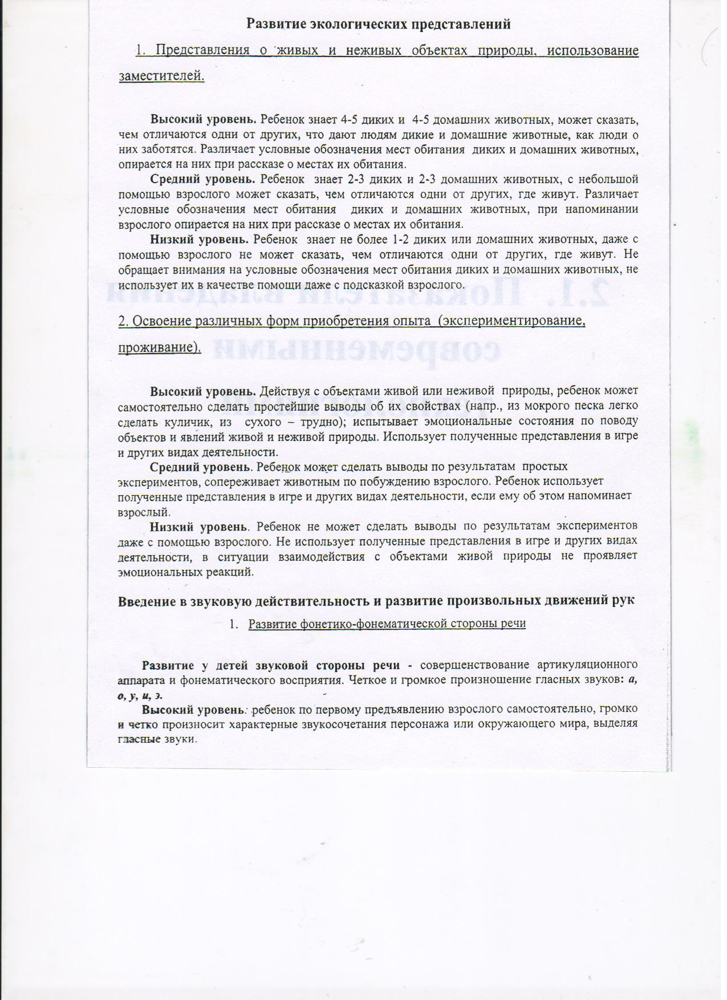 Развитие экологических представлений
1. Представления о живых и неживых объектах природы, использование
заместителей.
Высокий уровень. Ребенок знает 4-5 диких и 4-5 домашних животных, может сказать,
чем отличаются одни от других, что дают людям дикие и домашние животные, как люди о
них заботятся. Различает условные обозначения мест обитания диких и домашних животных,
опирается на них при рассказе о местах их обитания.
Средний уровень. Ребенок знает 2-3 диких и 2-3 домашних животных, с небольшой
помощью взрослого может сказать, чем отличаются одни от других, где живут. Различает
условные обозначения мест обитания диких и домашних животных, при напоминании
взрослого опирается на них при рассказе о местах их обитания.
Низкий уровень. Ребенок знает не более 1-2 диких или домашних животных, даже с
помощью взрослого не может сказать, чем отличаются одни от других, где живут. Не
обращает внимания на условные обозначения мест обитания диких и домашних животных, не
использует их в качестве помощи даже с подсказкой взрослого.
2. Освоение различных форм приобретения опыта (экспериментирование,
проживание).
Высокий уровень. Действуя с объектами живой или неживой природы, ребенок может
самостоятельно сделать простейшие выводы об их свойствах (напр., из мокрого песка легко
сделать куличик, из сухого – трудно); испытывает эмоциональные состояния по поводу
объектов и явлений живой и неживой природы. Использует полученные представления в игре
и других видах деятельности.
Средний уровень. Ребенок может сделать выводы по результатам простых
экспериментов, сопереживает животным по побуждению взрослого. Ребенок использует
полученные представления в игре и других видах деятельности, если ему об этом напоминает
взрослый.
Низкий уровень. Ребенок не может сделать выводы по результатам экспериментов
даже с помощью взрослого. Не использует полученные представления в игре и других видах
деятельности, в ситуации взаимодействия с объектами живой природы не проявляет
эмоциональных реакций.
Введение в звуковую действительность и развитие произвольных движений рук
1. Развитие фонетико-фонематической стороны речи
Развитие у детей звуковой стороны речи - совершенствование артикуляционного
аппарата и фонематического восприятия. Четкое и громкое произношение гласных звуков: а,
о, у, и, э.
Высокий уровень: ребенок по первому предъявлению взрослого самостоятельно, громко
и четко произносит характерные звукосочетания персонажа или окружающего мира, выделяя
гласные звуки.
2.1. Показатели владения
современными
технологиями